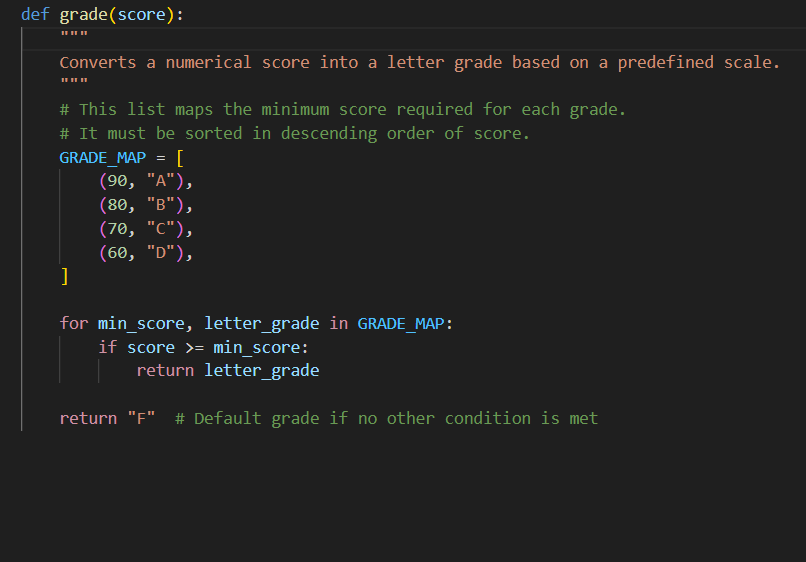 def grade(score):
    """
    Converts a numerical score into a letter grade based on a predefined scale.
    """
    # This list maps the minimum score required for each grade.
    # It must be sorted in descending order of score.
    GRADE_MAP = [
        (90, "A"),
        (80, "B"),
        (70, "C"),
        (60, "D"),
    ]

    for min_score, letter_grade in GRADE_MAP:
        if score >= min_score:
            return letter_grade

    return "F"  # Default grade if no other condition is met